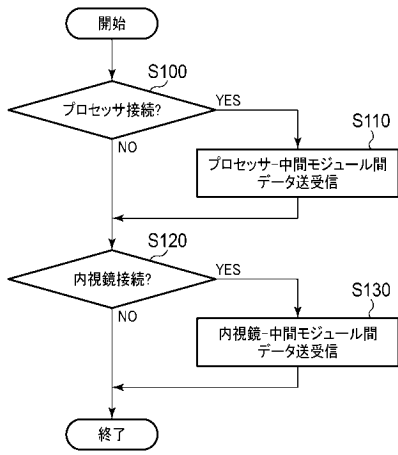 開始
S100
プロセッサ接続?
YES
S110
プロセッサ-中間モジュール間
データ送受信
NO
S120
内視鏡接続?
YES
S130
内視鏡-中間モジュール間
データ送受信
NO
終了